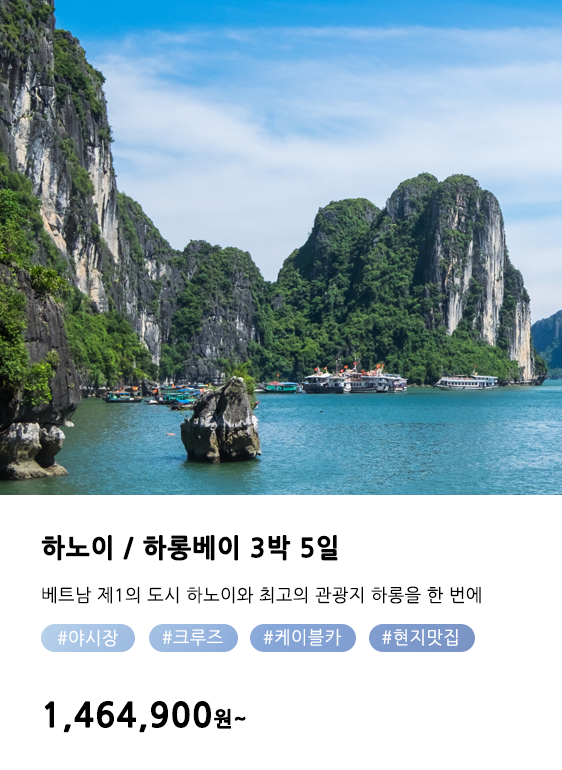 하노이 / 하롱베이 3박 5일
베트남 제1의 도시 하노이와 최고의 관광지 하롱을 한 번에
#야시장 #크루즈 #케이블카 #현지맛집
1,464,900원~